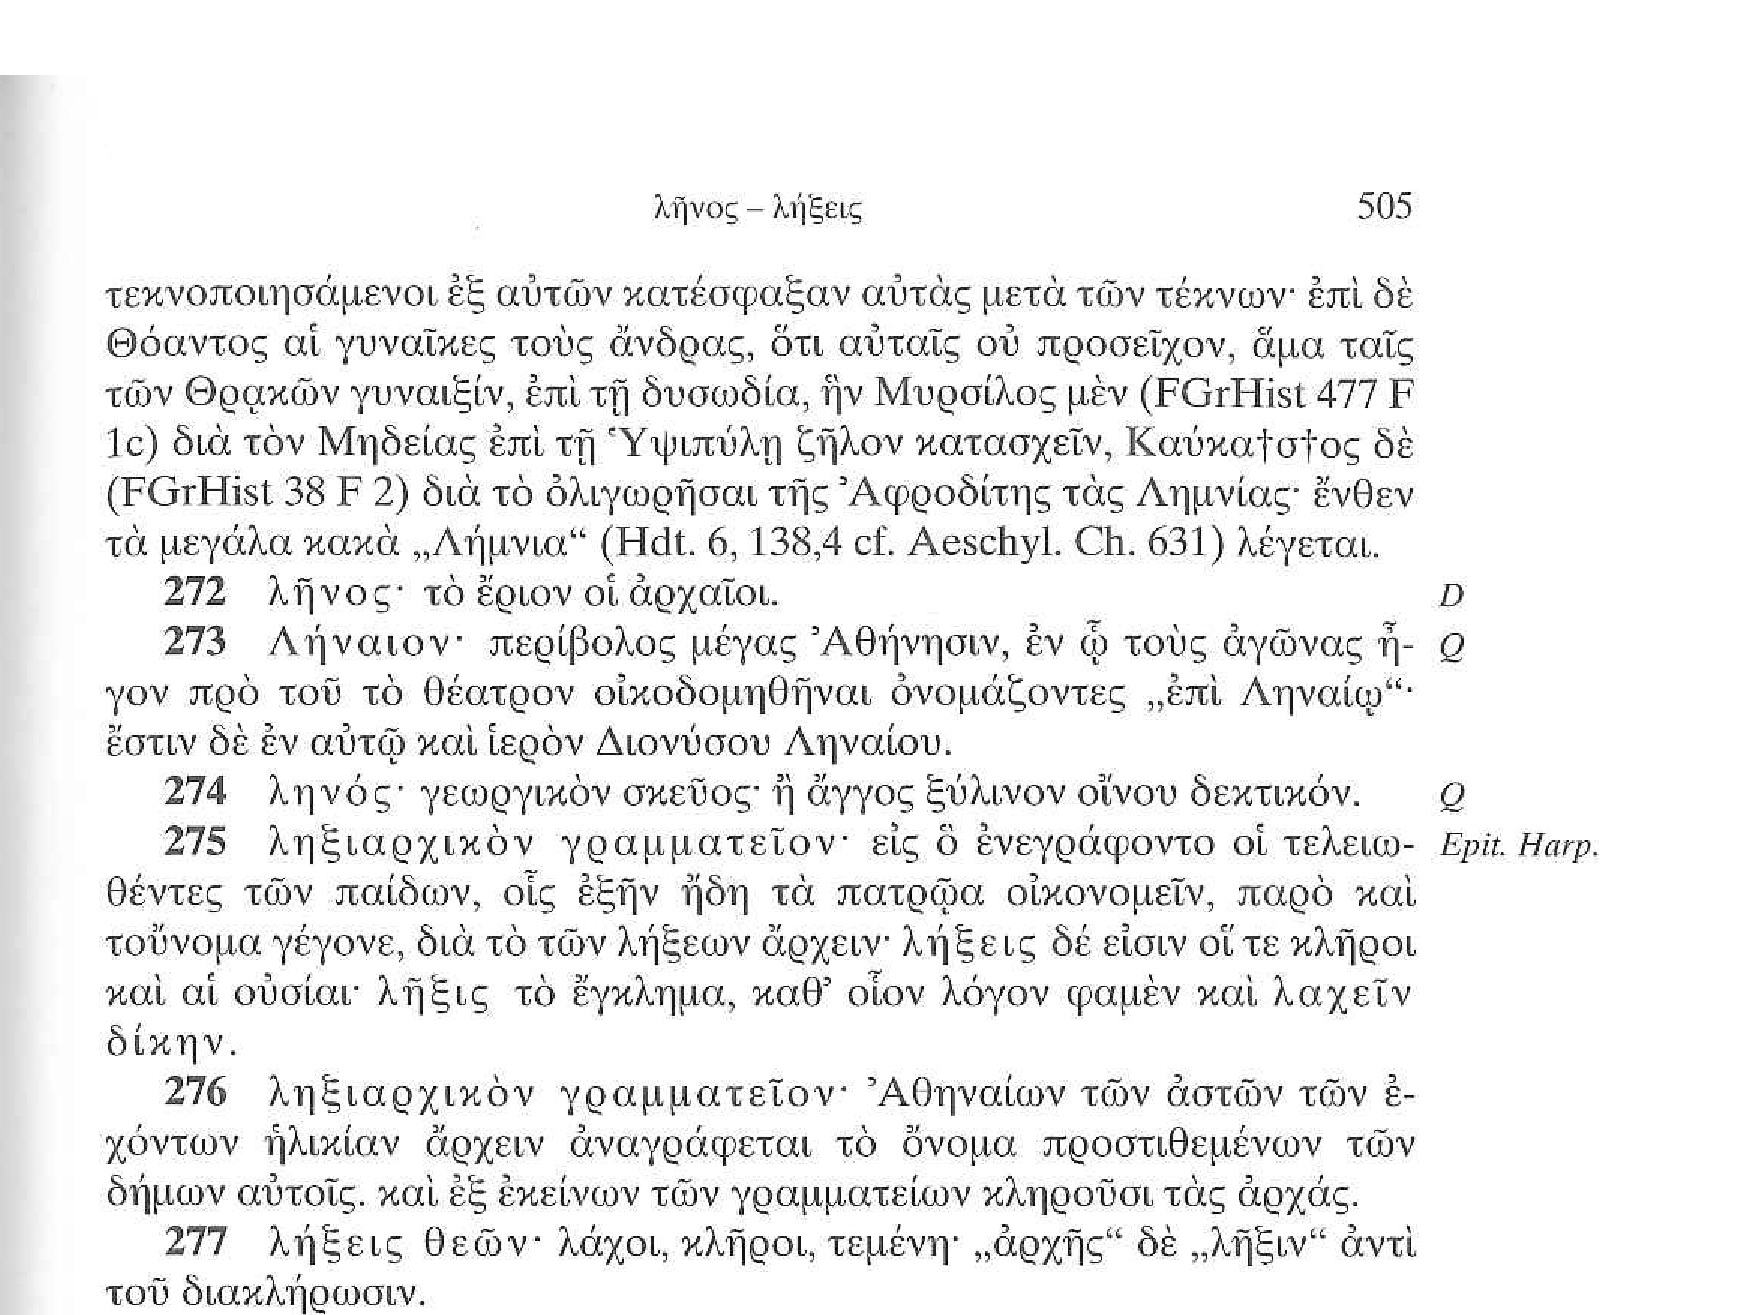 λῆνος – λήξεις 505
τεκνοποιησάμενοι ἐξ αὐτῶν κατέσφαξαν αὐτὰς μετὰ τῶν τέκνων· ἐπὶ δὲ
Θόαντος αἱ γυναῖκες τοὺς ἄνδρας, ὅτι αὐταῖς οὐ προσεῖχον, ἅμα ταῖς
τῶν Θρᾳκῶν γυναιξίν, ἐπὶ τῇ δυσωδία, ἣν Μυρσίλος μὲν (FGrHist 477 F
1c) διὰ τὸν Μηδείας ἐπὶ τῇ Ὑψιπύλῃ ζῆλον κατασχεῖν, Καύκα†σ†ος δὲ
(FGrHist 38 F 2) διὰ τὸ ὀλιγωρῆσαι τῆς Ἀφροδίτης τὰς Λημνίας· ἔνθεν
τὰ μεγάλα κακὰ „Λήμνια“ (Hdt. 6, 138,4 cf. Aeschyl. Ch. 631) λέγεται.
272 λῆνος· τὸ ἔριον οἱ ἀρχαῖοι. D
273 Λήναιον· περίβολος μέγας Ἀθήνησιν, ἐν ᾧ τοὺς ἀγῶνας ἦ- Q
γον πρὸ τοῦ τὸ θέατρον οἰκοδομηθῆναι ὀνομάζοντες „ἐπὶ Ληναίῳ“·
ἔστιν δὲ ἐν αὐτῷ καὶ ἱερὸν Διονύσου Ληναίου.
274 ληνός· γεωργικὸν σκεῦος· ἢ ἄγγος ξύλινον οἴνου δεκτικόν. Q
275 ληξιαρχικὸν γραμματεῖον· εἰς ὃ ἐνεγράφοντο οἱ τελειω- Epit. Harp.
θέντες τῶν παίδων, οἷς ἐξῆν ἤδη τὰ πατρῷα οἰκονομεῖν, παρὸ καὶ
τοὔνομα γέγονε, διὰ τὸ τῶν λήξεων ἄρχειν· λήξεις δέ εἰσιν οἵ τε κλῆροι
καὶ αἱ οὐσίαι· λῆξις τὸ ἔγκλημα, καθ’ οἷον λόγον φαμὲν καὶ λαχεῖν
δίκην.
276 ληξιαρχικὸν γραμματεῖον· Ἀθηναίων τῶν ἀστῶν τῶν ἐ-
χόντων ἡλικίαν ἄρχειν ἀναγράφεται τὸ ὄνομα προστιθεμένων τῶν
δήμων αὐτοῖς. καὶ ἐξ ἐκείνων τῶν γραμματείων κληροῦσι τὰς ἀρχάς.
277 λήξεις θεῶν· λάχοι, κλῆροι, τεμένη· „ἀρχῆς“ δὲ „λῆξιν“ ἀντὶ
τοῦ διακλήρωσιν.